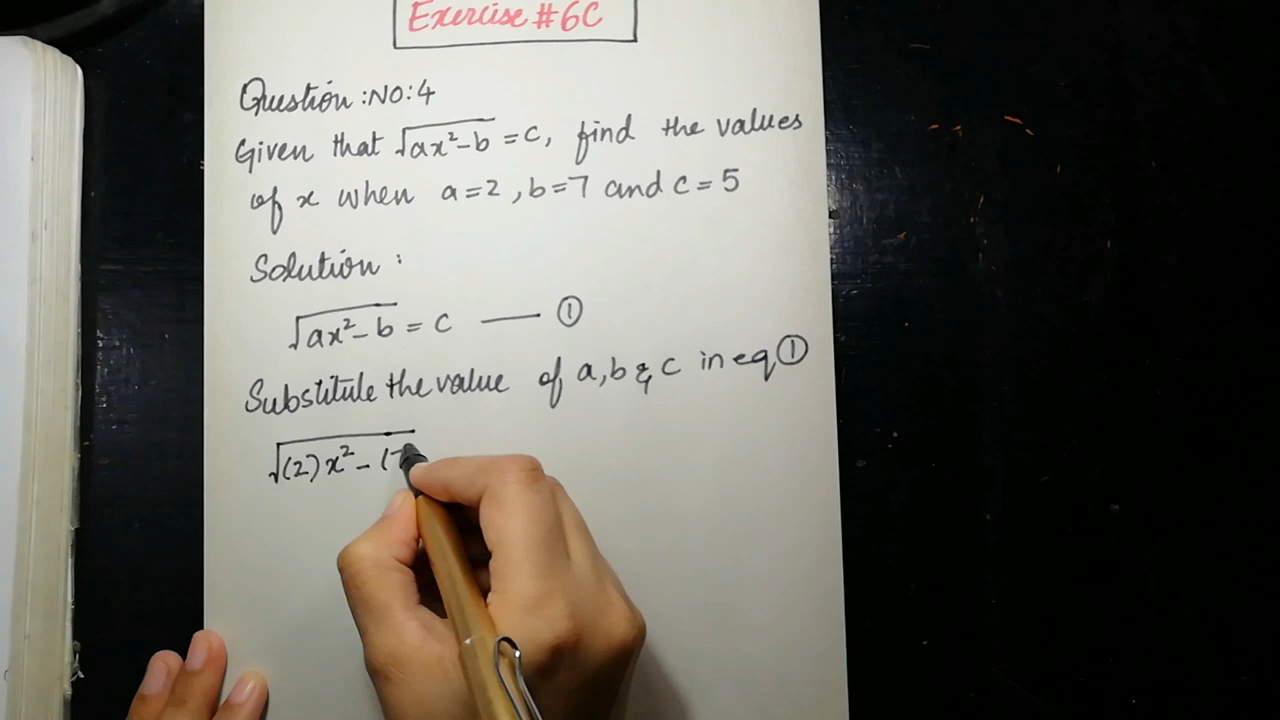 Exercise #6C
Question :NO:4
Given that √ax²-b = c, find the values
of x when a=2, b=7 and c=5
Solution :
√ax²-b = c —— ①
Substitute the value of a,b & c in eq ①
√(2)x² - (7